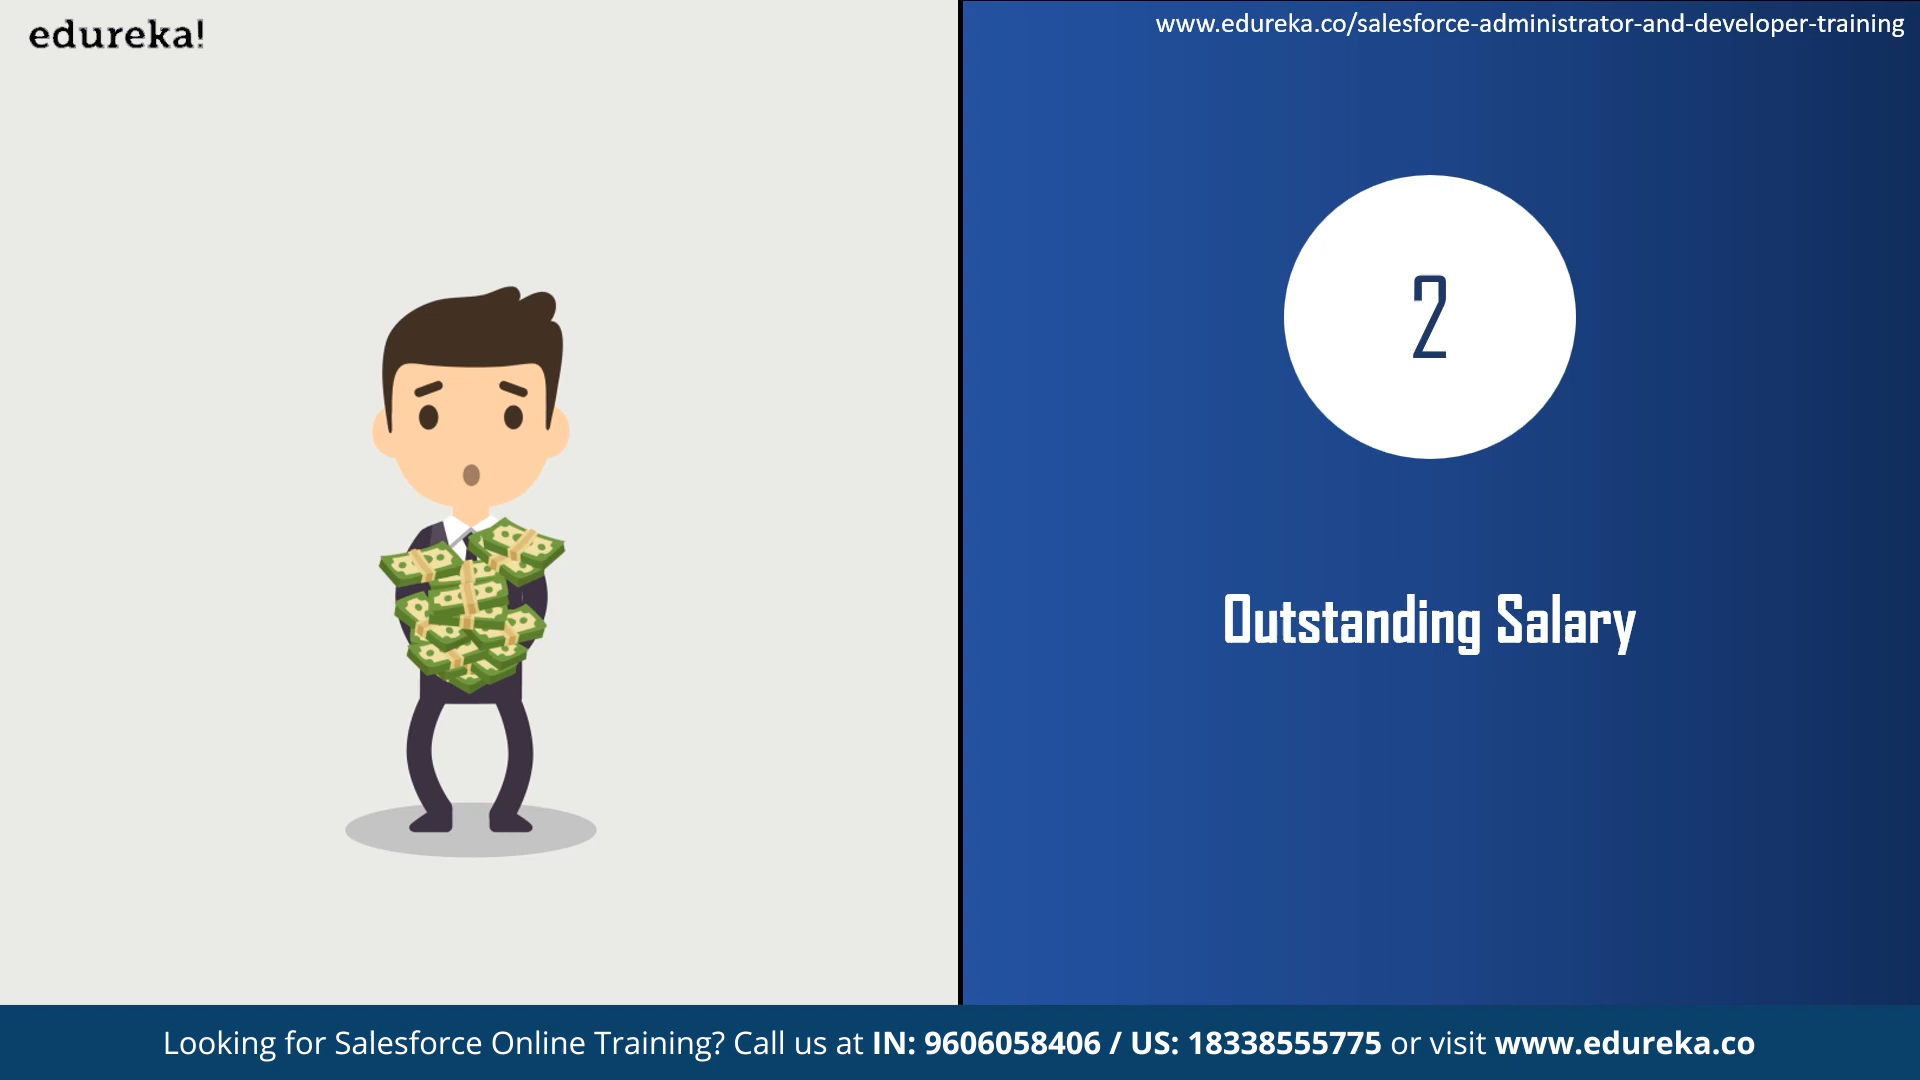 edureka!
www.edureka.co/salesforce-administrator-and-developer-training
2
Outstanding Salary
Looking for Salesforce Online Training? Call us at IN: 9606058406 / US: 18338555775 or visit www.edureka.co